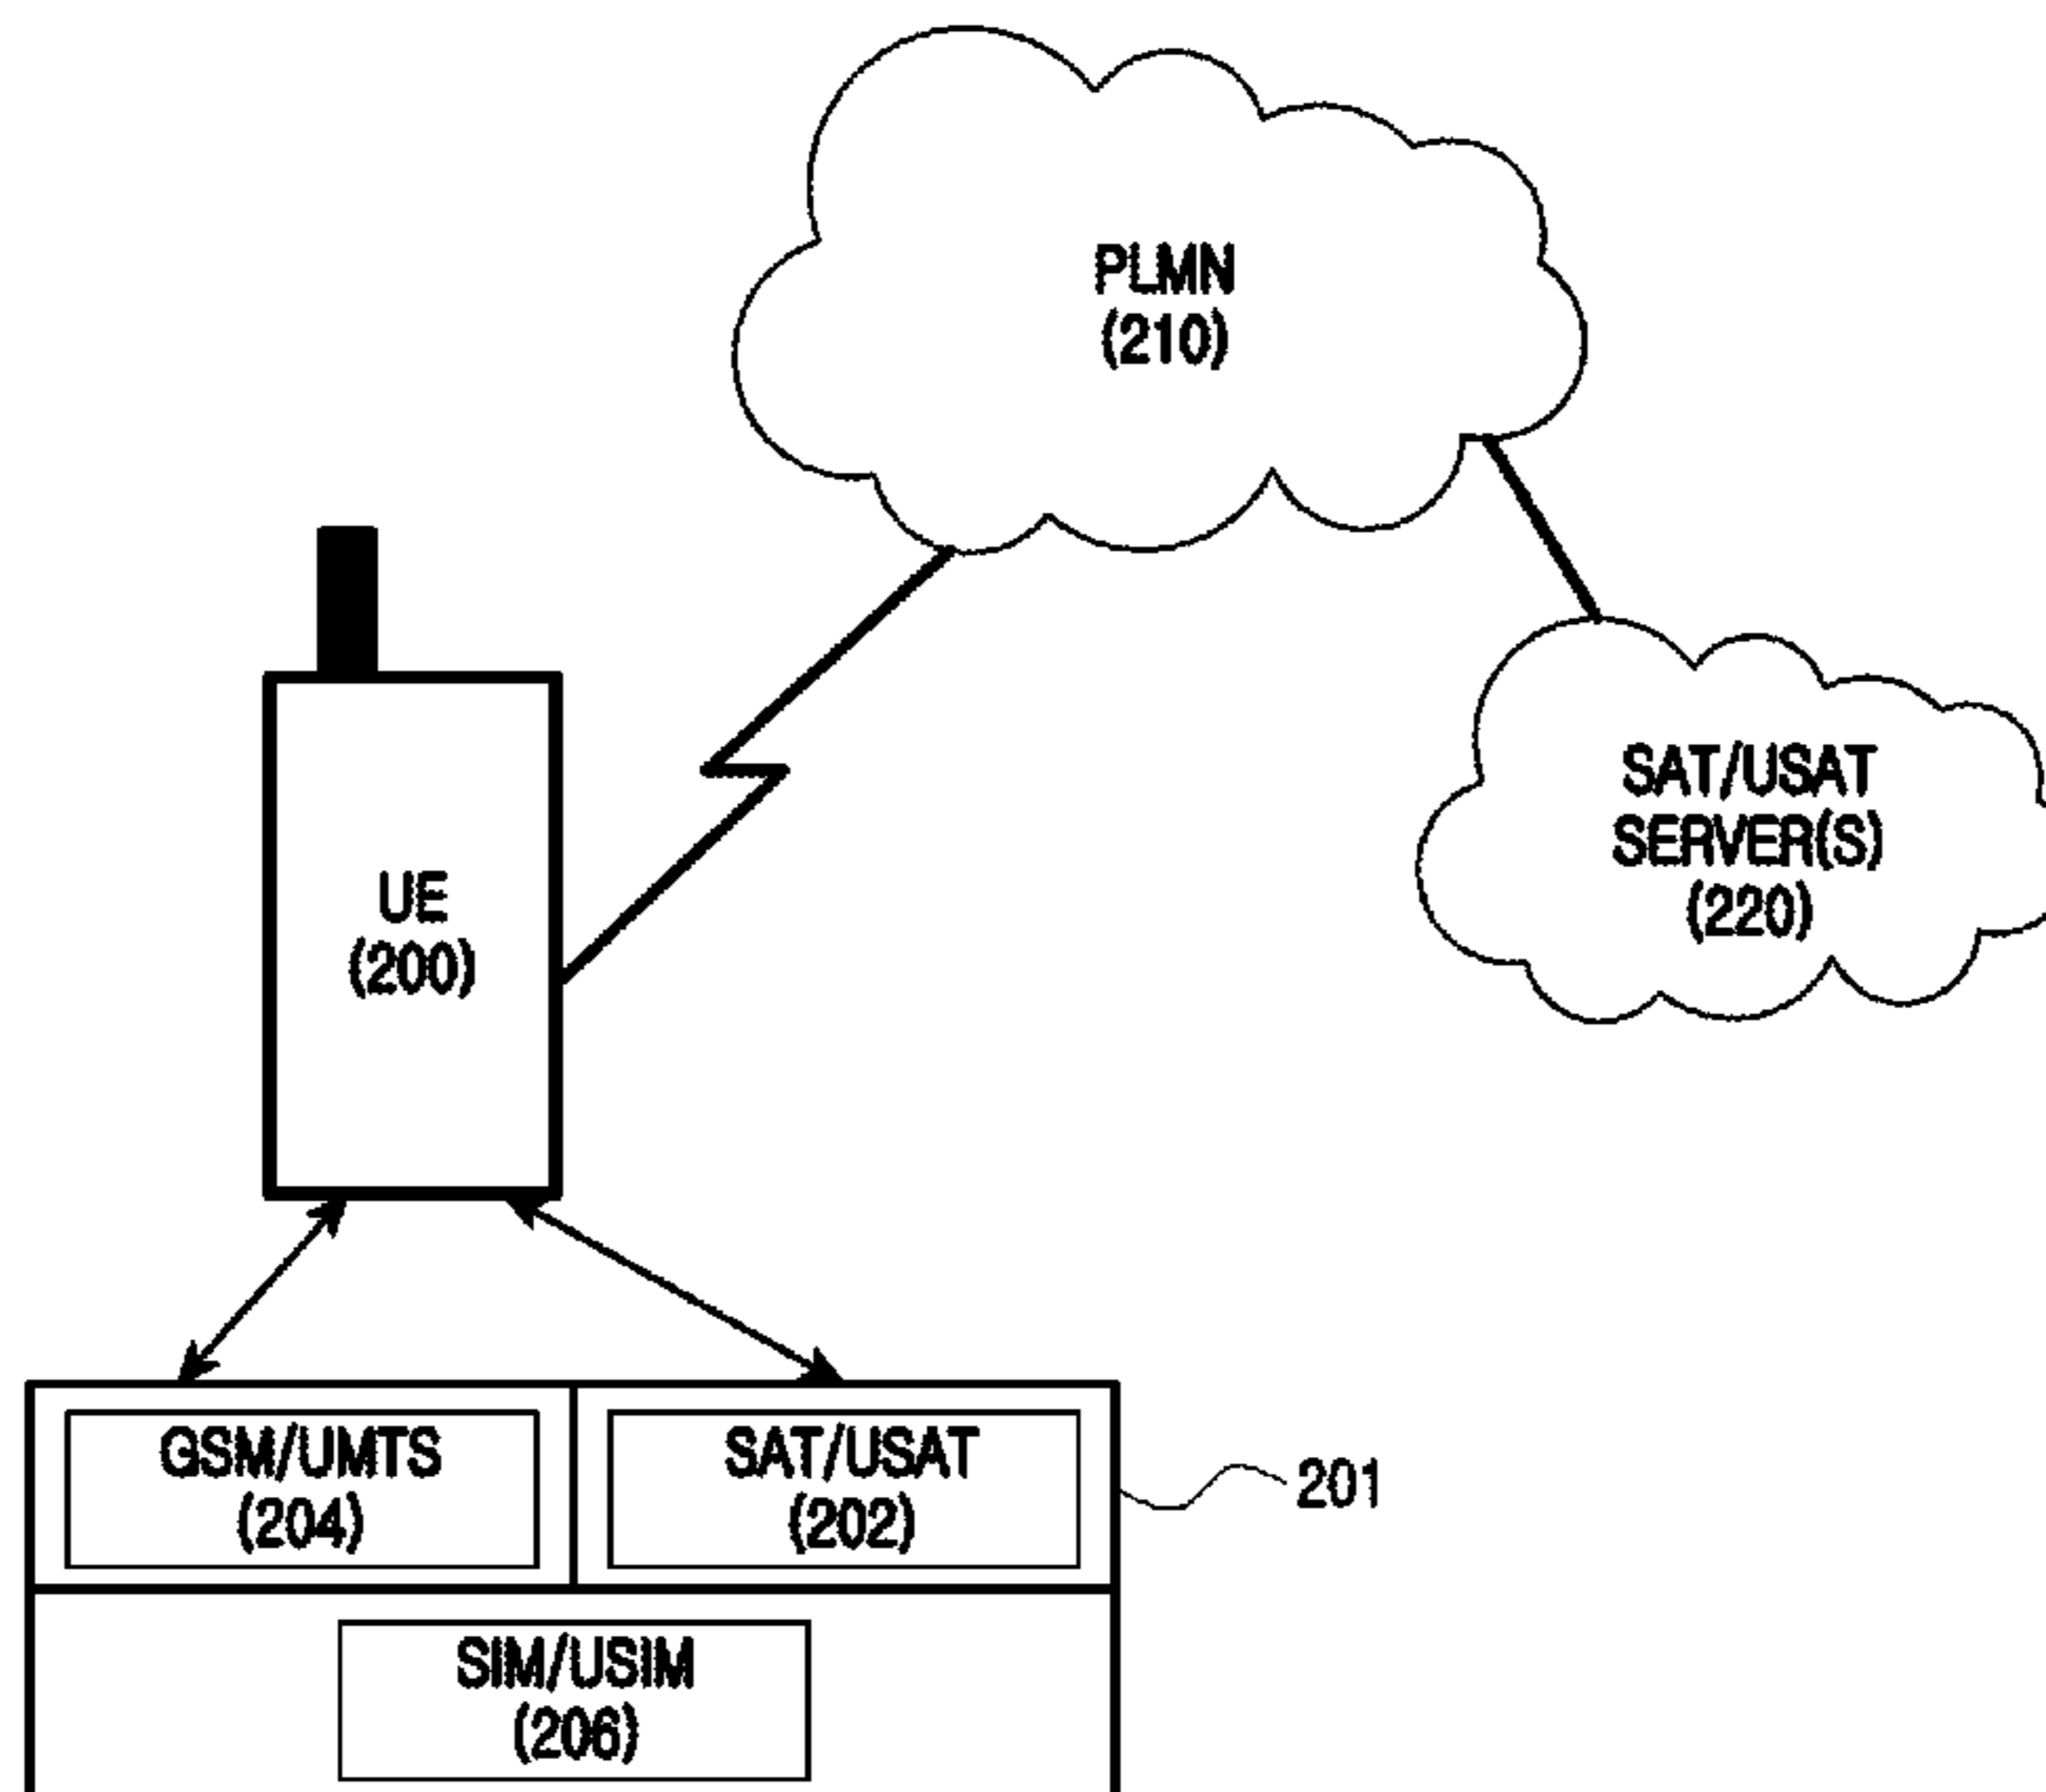 PLMN
(210)
SAT/USAT
SERVER(S)
(220)
UE
(200)
GSM/UMTS
(204)
SAT/USAT
(202)
201
SIM/USIM
(206)